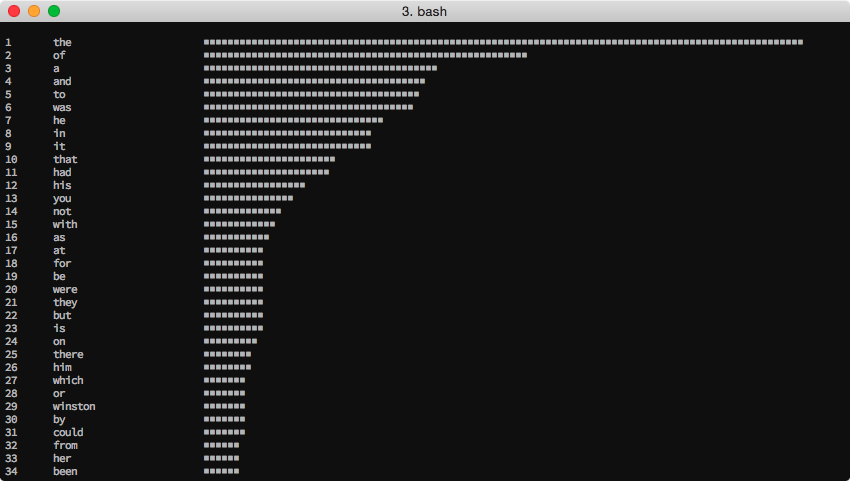 3. bash
1 the
2 of
3 a
4 and
5 to
6 was
7 he
8 in
9 it
10 that
11 had
12 his
13 you
14 not
15 with
16 as
17 at
18 for
19 be
20 were
21 they
22 but
23 is
24 on
25 there
26 him
27 which
28 or
29 winston
30 by
31 could
32 from
33 her
34 been